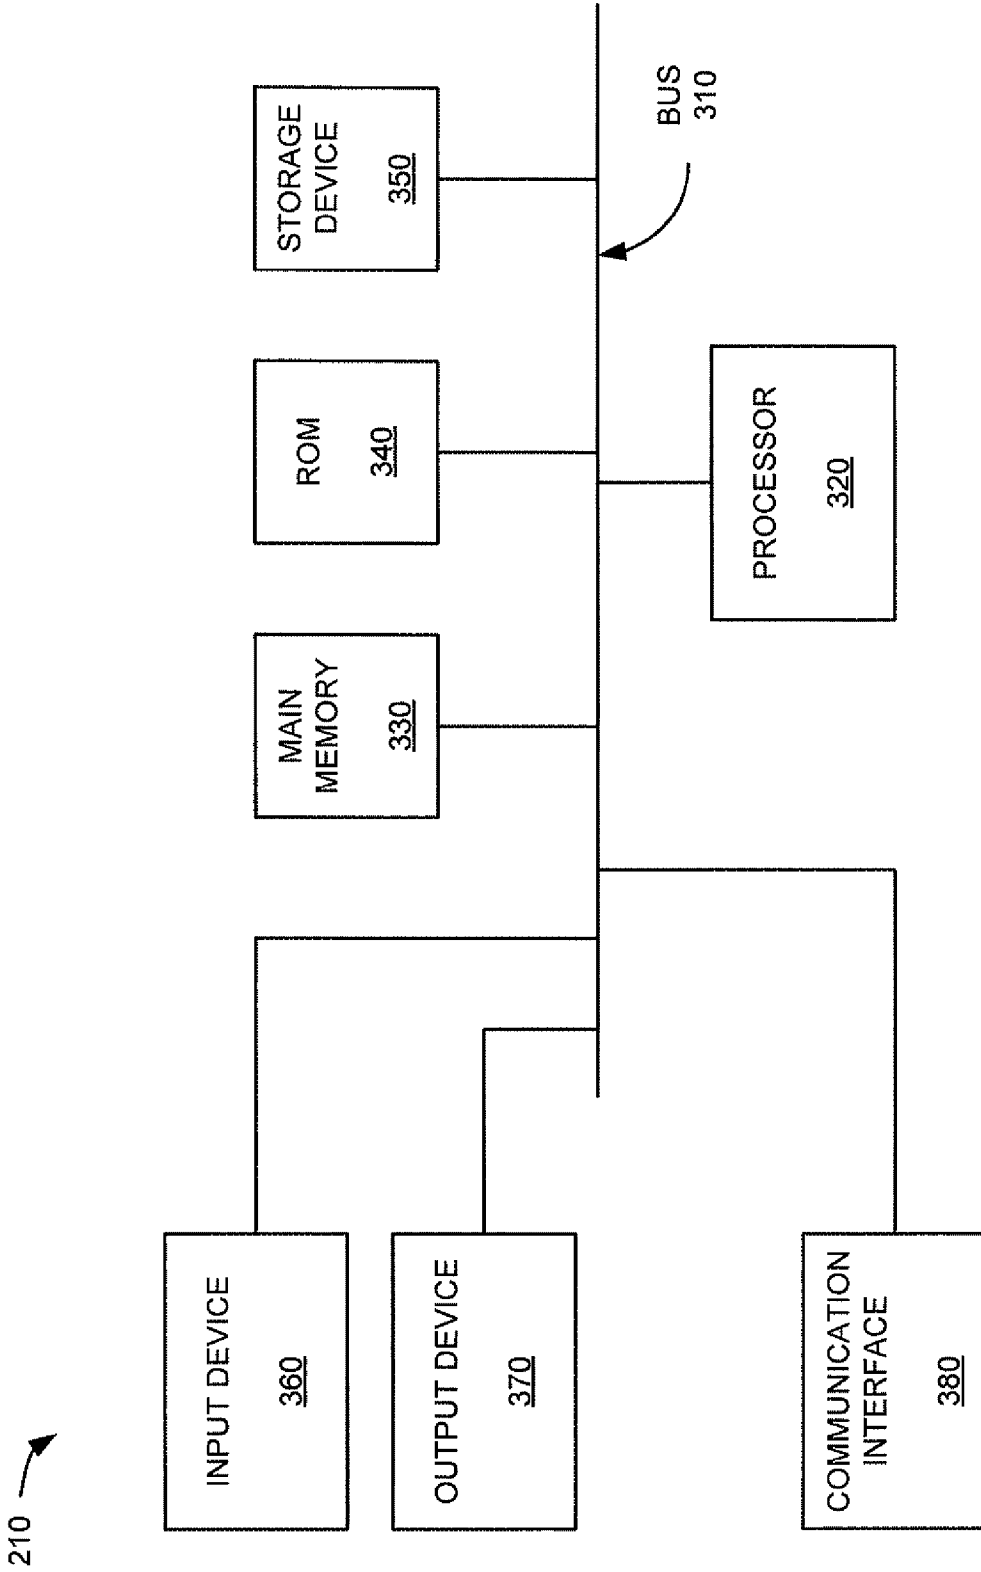 210
INPUT DEVICE
360
OUTPUT DEVICE
370
COMMUNICATION
INTERFACE
380
MAIN
MEMORY
330
ROM
340
STORAGE
DEVICE
350
PROCESSOR
320
BUS
310